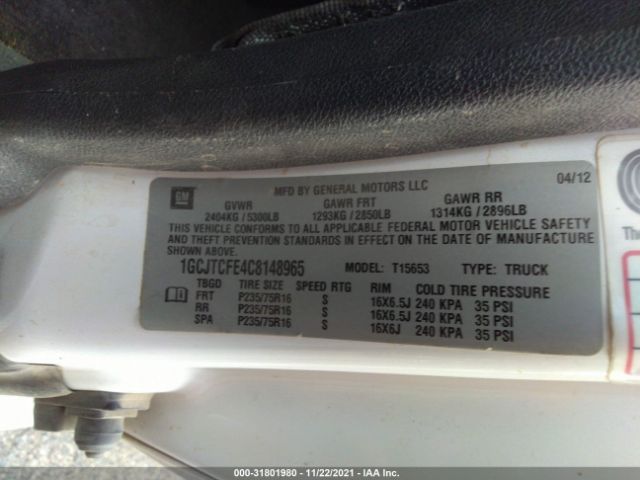 GM
MFD BY GENERAL MOTORS LLC
04/12
GVWR GAWR FRT GAWR RR
2404KG / 5300LB 1293KG / 2850LB 1314KG / 2896LB
THIS VEHICLE CONFORMS TO ALL APPLICABLE FEDERAL MOTOR VEHICLE SAFETY
AND THEFT PREVENTION STANDARDS IN EFFECT ON THE DATE OF MANUFACTURE
SHOWN ABOVE.
1GCJTCFE4C8148965 MODEL: T15653 TYPE: TRUCK
TBGD TIRE SIZE SPEED RTG RIM COLD TIRE PRESSURE
FRT P235/75R16 S 16X6.5J 240 KPA 35 PSI
RR P235/75R16 S 16X6.5J 240 KPA 35 PSI
SPA P235/75R16 S 16X6J 240 KPA 35 PSI
© COPART - 31801980 - 11/22/2021 - IAA Inc.